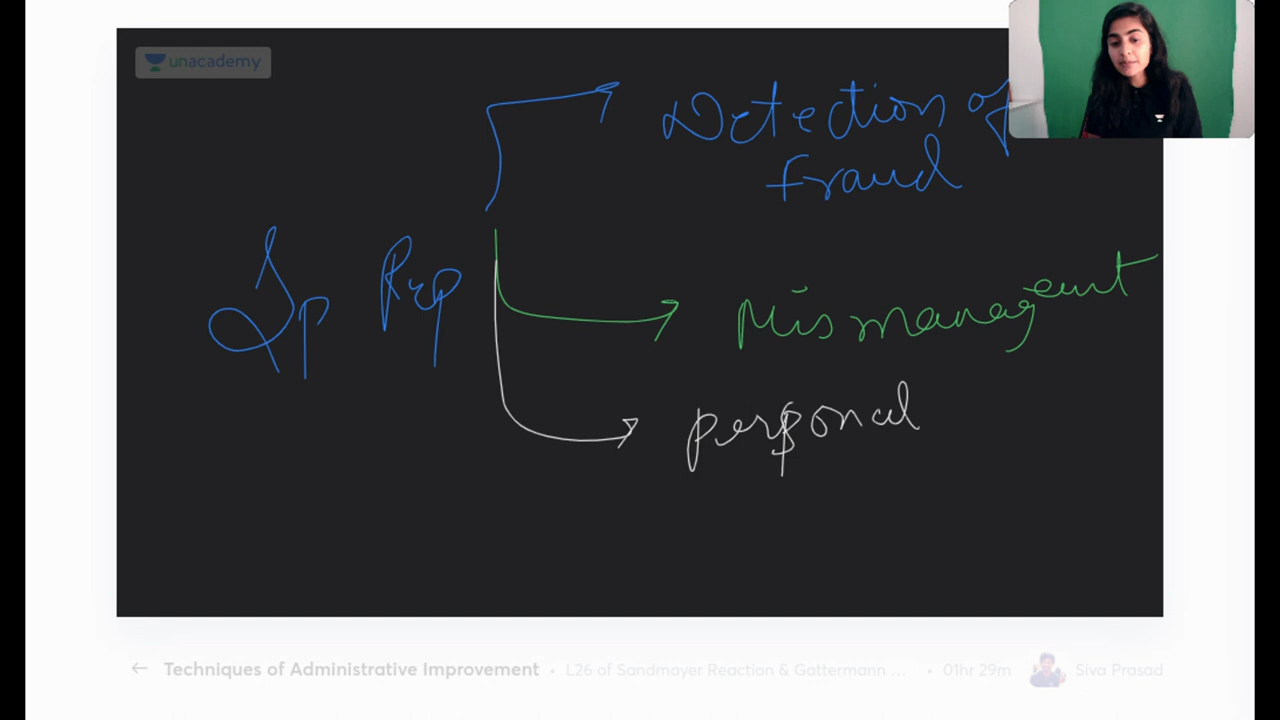 unacademy
Detection of
fraud
Sp Rep
Mismanagemt
personal
Techniques of Administrative Improvement • L26 of Sandmayer Reaction & Gattermann ... • 01hr 29m Siva Prasad